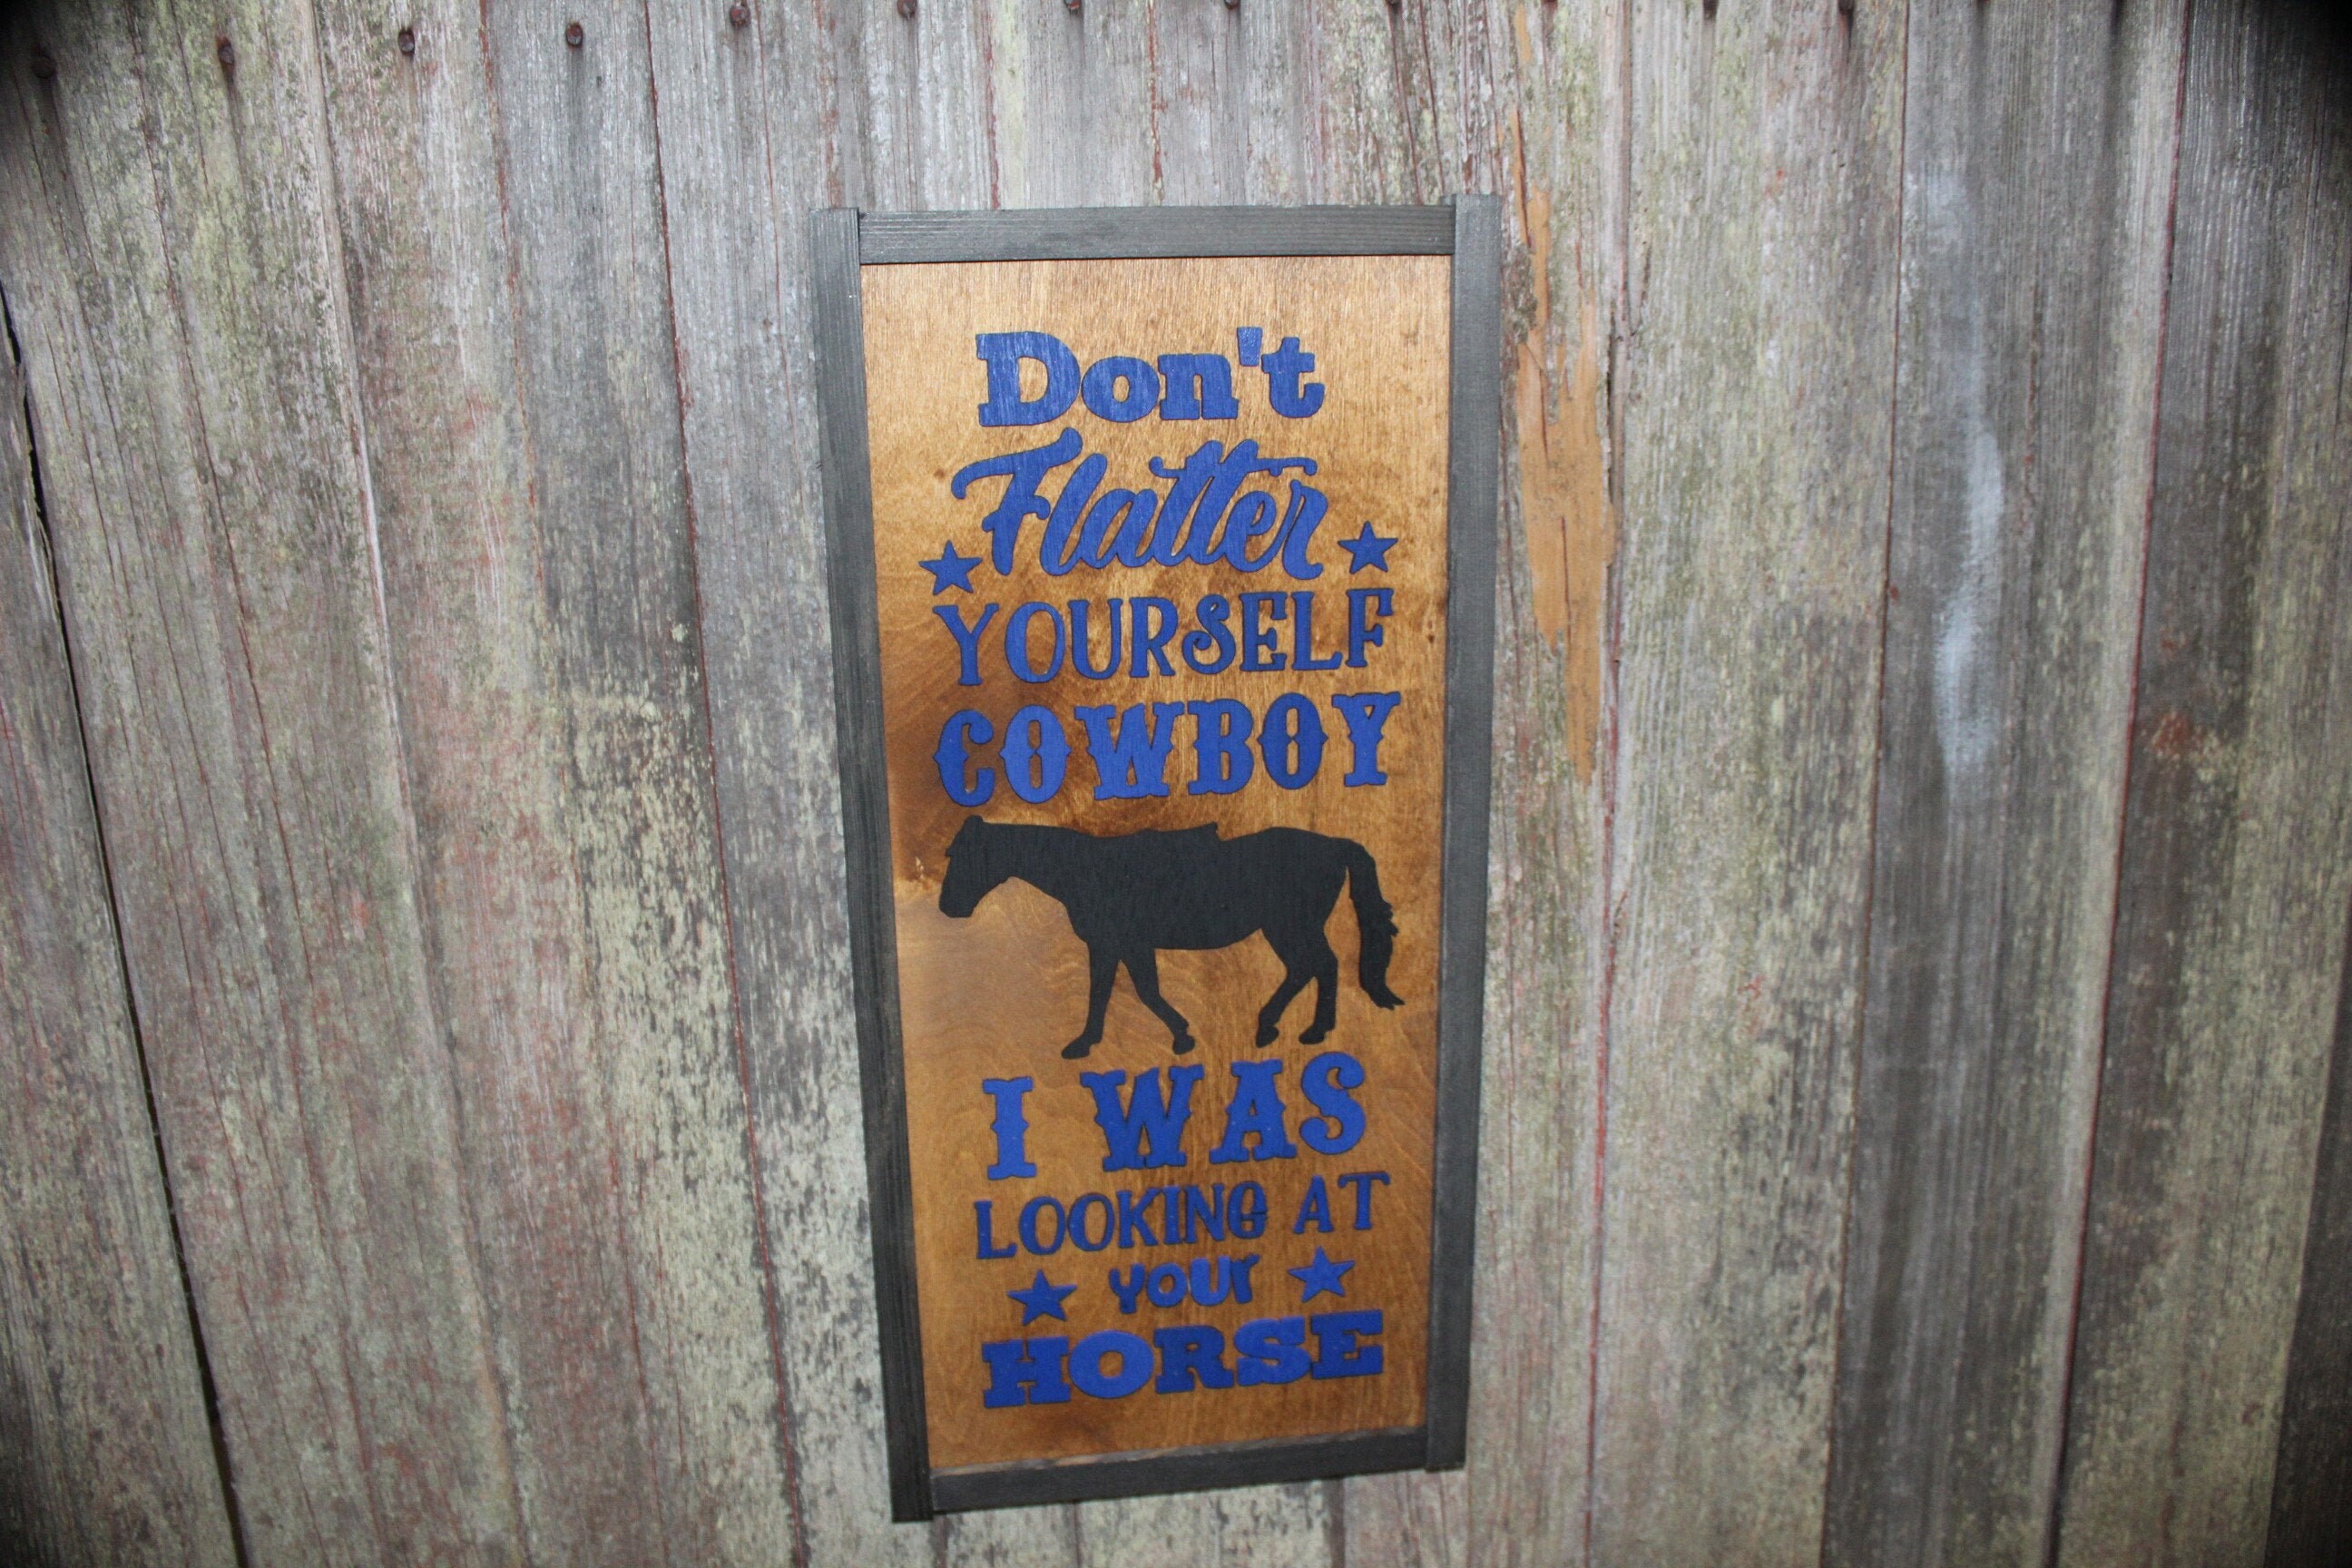 Don't
Flatter
YOURSELF
COWBOY
I WAS
LOOKING AT
your
HORSE